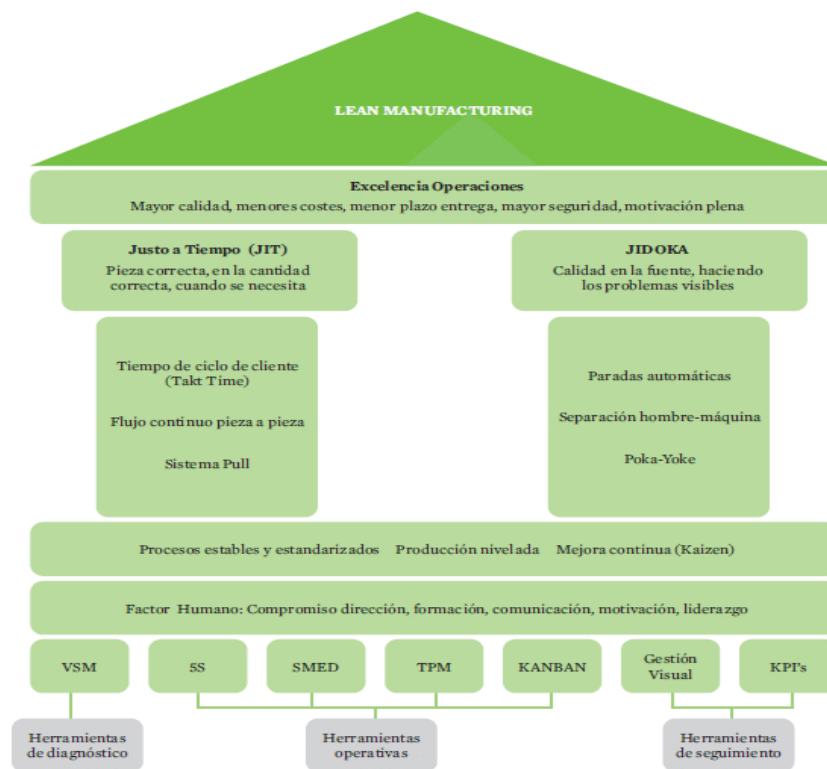 LEAN MANUFACTURING
Excelencia Operaciones
Mayor calidad, menores costes, menor plazo entrega, mayor seguridad, motivación plena
Justo a Tiempo (JIT)
Pieza correcta, en la cantidad
correcta, cuando se necesita
JIDOKA
Calidad en la fuente, haciendo
los problemas visibles
Tiempo de ciclo de cliente
(Takt Time)
Flujo continuo pieza a pieza
Sistema Pull
Paradas automáticas
Separación hombre-máquina
Poka-Yoke
Procesos estables y estandarizados Producción nivelada Mejora continua (Kaizen)
Factor Humano: Compromiso dirección, formación, comunicación, motivación, liderazgo
VSM
5S
SMED
TPM
KANBAN
Gestión
Visual
KPI's
Herramientas
de diagnóstico
Herramientas
operativas
Herramientas
de seguimiento